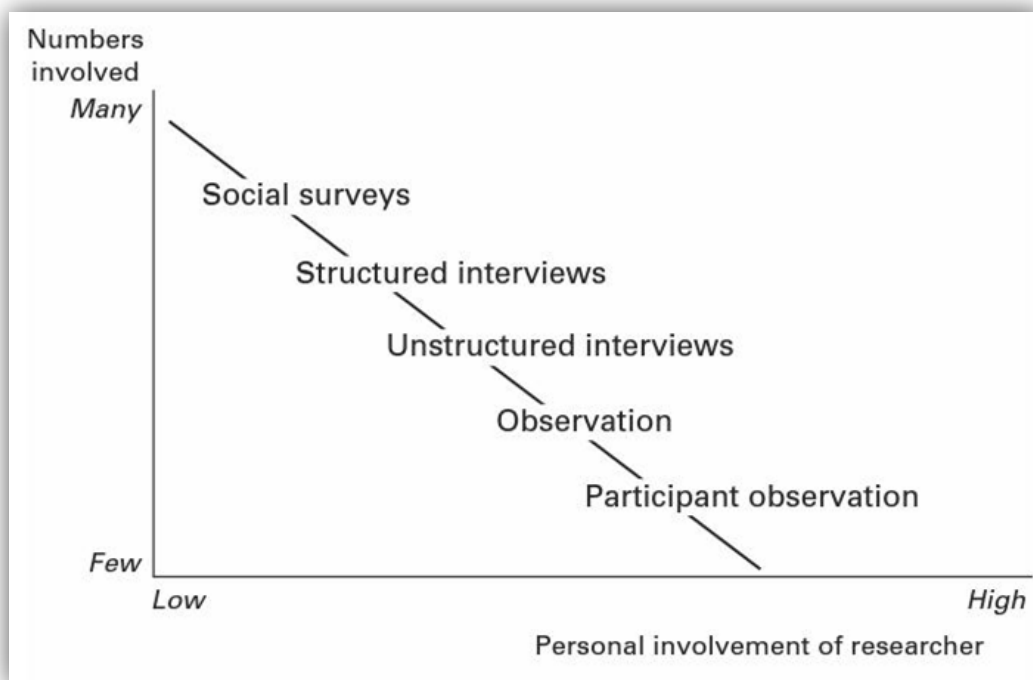 Numbers
involved
Many
Social surveys
Structured interviews
Unstructured interviews
Observation
Participant observation
Few
Low
High
Personal involvement of researcher